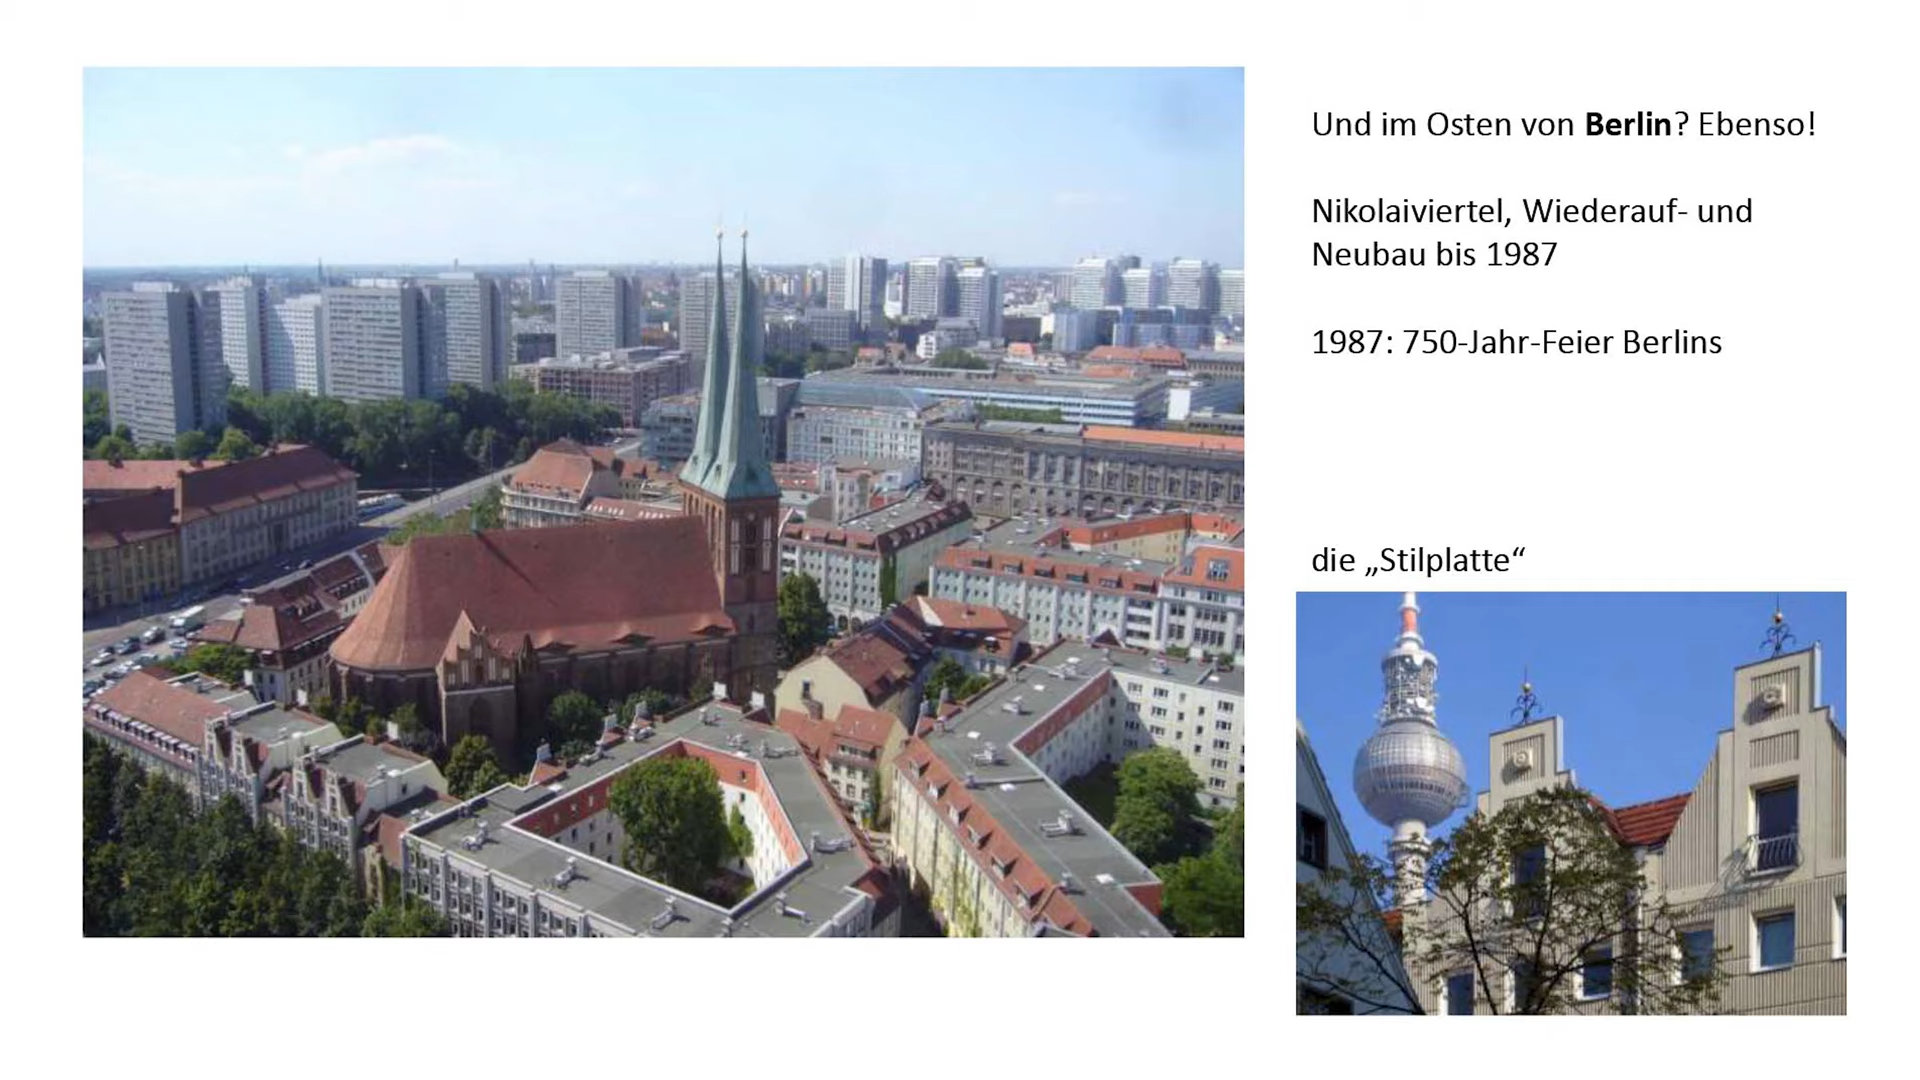 Und im Osten von Berlin? Ebenso!
Nikolaiviertel, Wiederauf- und
Neubau bis 1987
1987: 750-Jahr-Feier Berlins
die „Stilplatte“